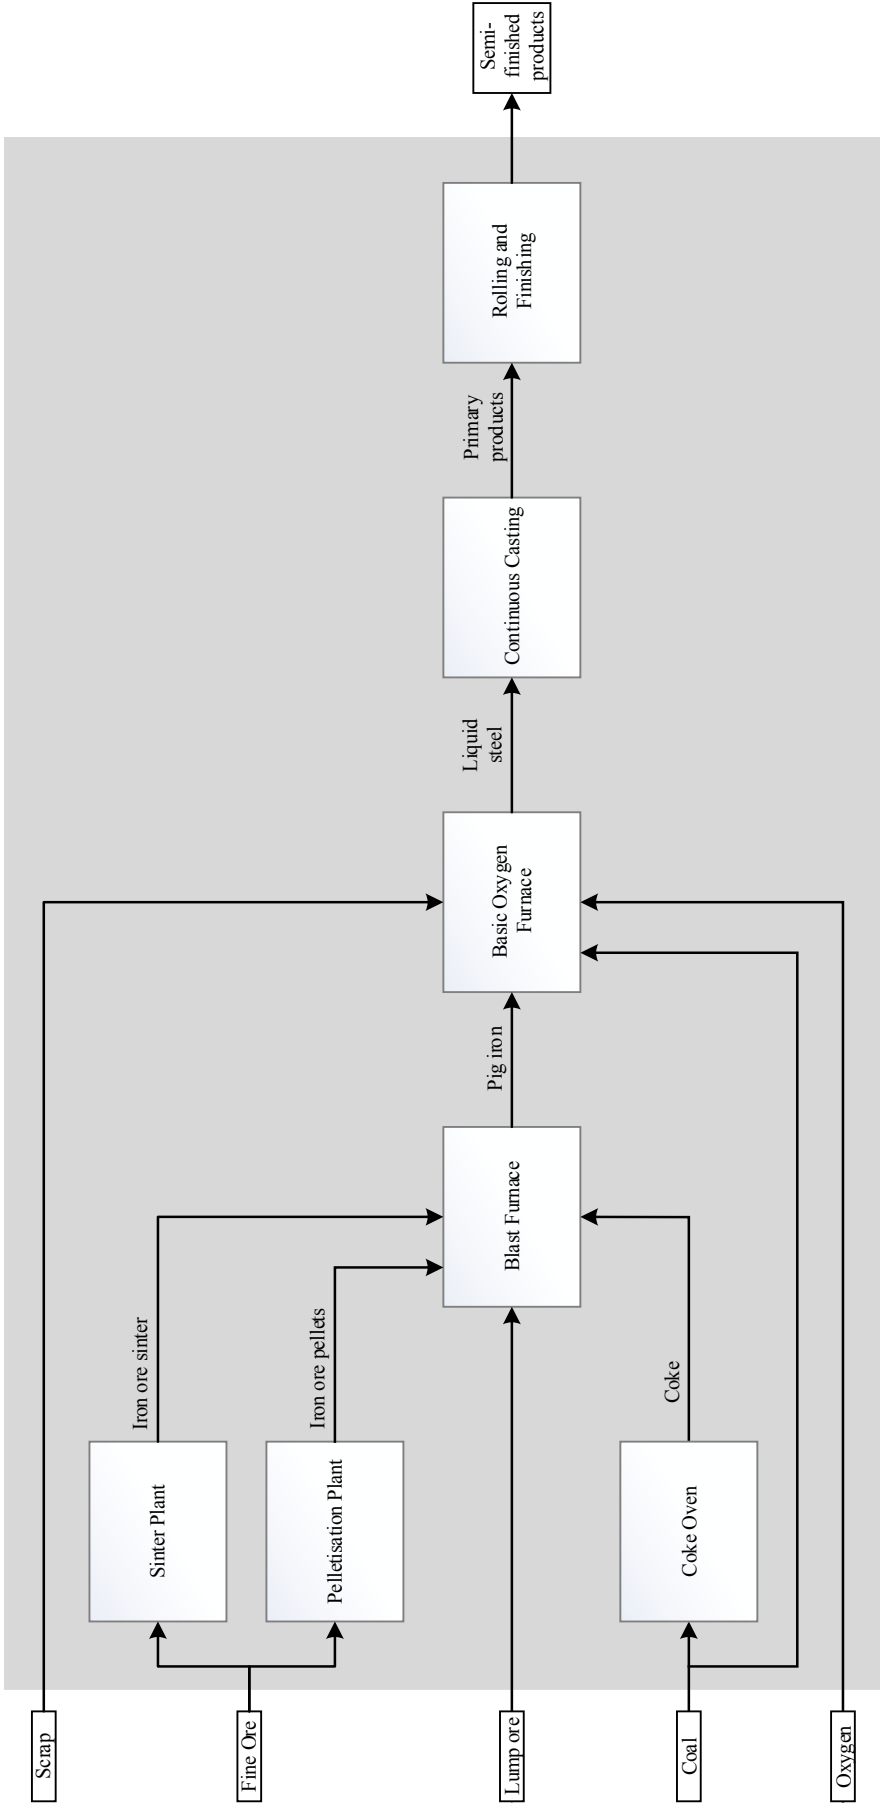 Scrap
Fine Ore
Lump ore
Coal
Oxygen
Sinter Plant
Pelletisation Plant
Coke Oven
Iron ore sinter
Iron ore pellets
Coke
Blast Furnace
Pig iron
Basic Oxygen
Furnace
Liquid
steel
Continuous Casting
Primary
products
Rolling and
Finishing
Semi-
finished
products